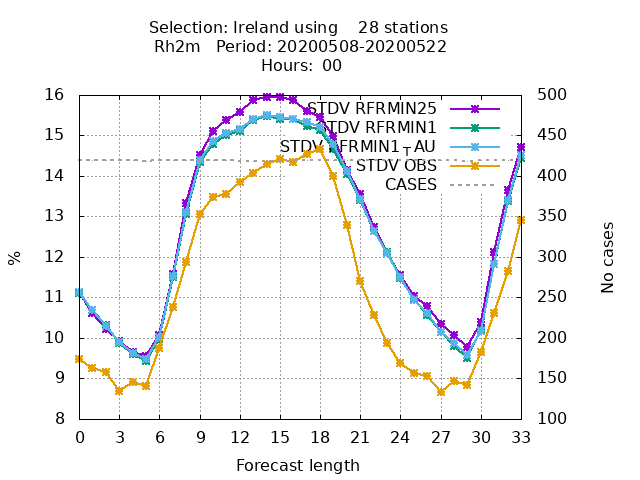 Selection: Ireland using    28 stations
Rh2m   Period: 20200508-20200522
Hours: 00
16 500
STDV RFRMIN25
STDV RFRMIN1
15 450
STDV RFRMIN1_AU
STDV OBS
14 400
CASES
13 350
12 300
%
No cases
11 250
10 200
9 150
8 100
0 3 6 9 12 15 18 21 24 27 30 33
Forecast length